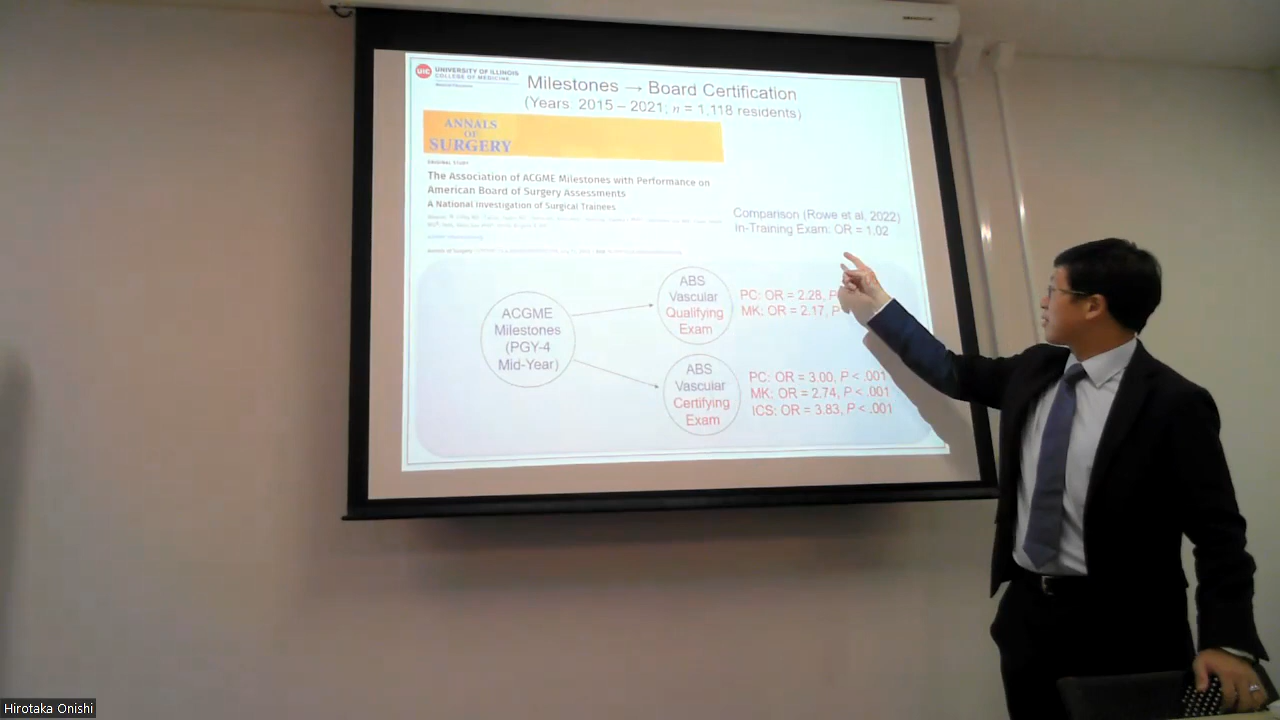 UIC
UNIVERSITY OF ILLINOIS
COLLEGE OF MEDICINE
Milestones → Board Certification
(Years: 2015 – 2021; n = 1,118 residents)
ANNALS
OF
SURGERY
ORIGINAL STUDY
The Association of ACGME Milestones with Performance on
American Board of Surgery Assessments
A National Investigation of Surgical Trainees
Comparison (Rowe et al, 2022)
In-Training Exam: OR = 1.02
ACGME
Milestones
(PGY-4
Mid-Year)
ABS
Vascular
Qualifying
Exam
PC: OR = 2.28, P
MK: OR = 2.17, P
ABS
Vascular
Certifying
Exam
PC: OR = 3.00, P < .001
MK: OR = 2.74, P < .001
ICS: OR = 3.83, P < .001
Hirotaka Onishi